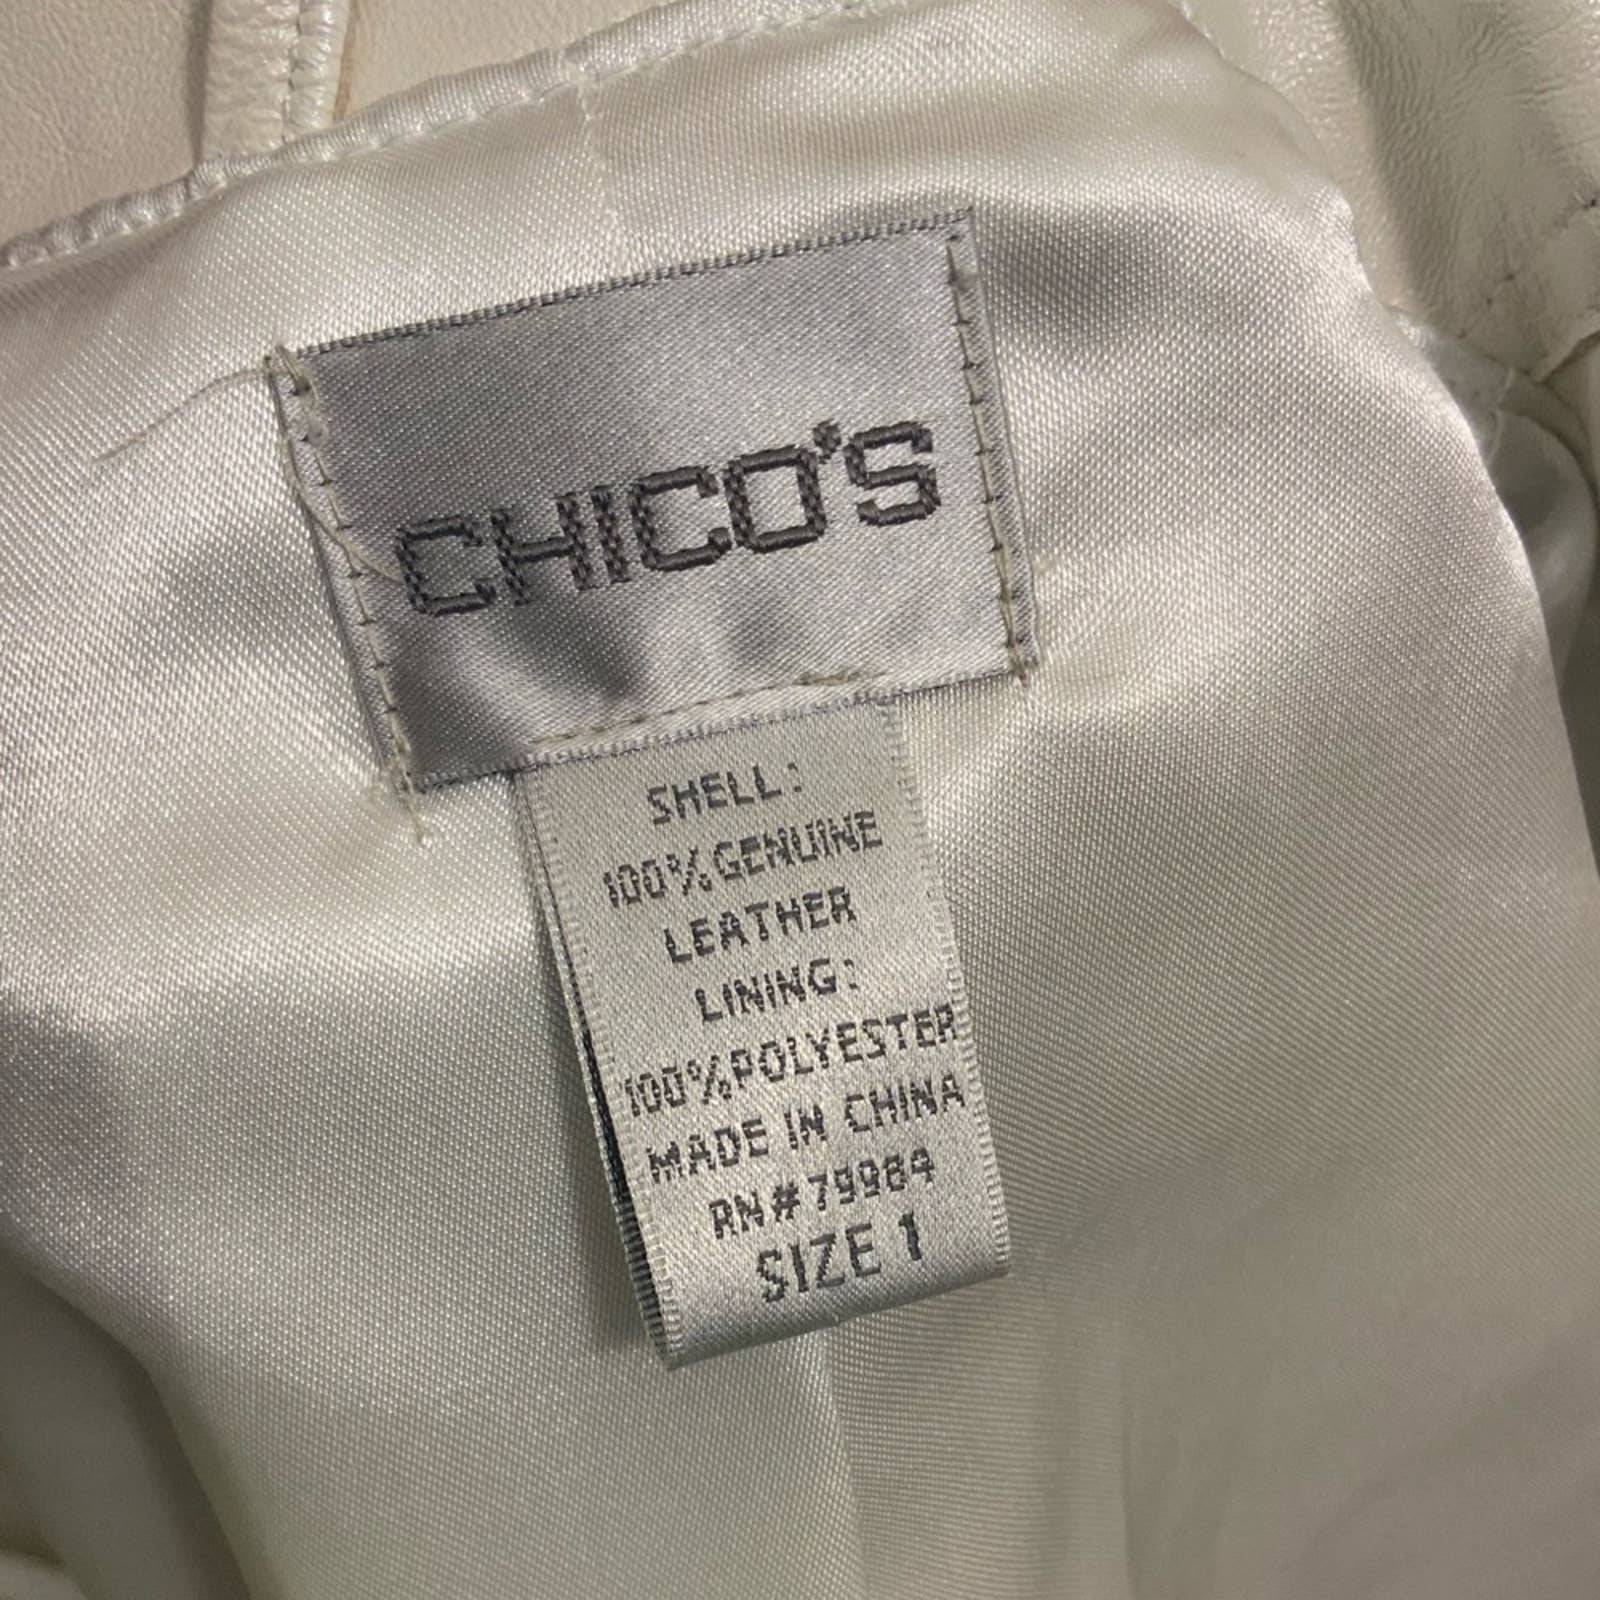 CHICO'S
SHELL:
100% GENUINE
LEATHER
LINING:
100% POLYESTER
MADE IN CHINA
RN# 79984
SIZE 1